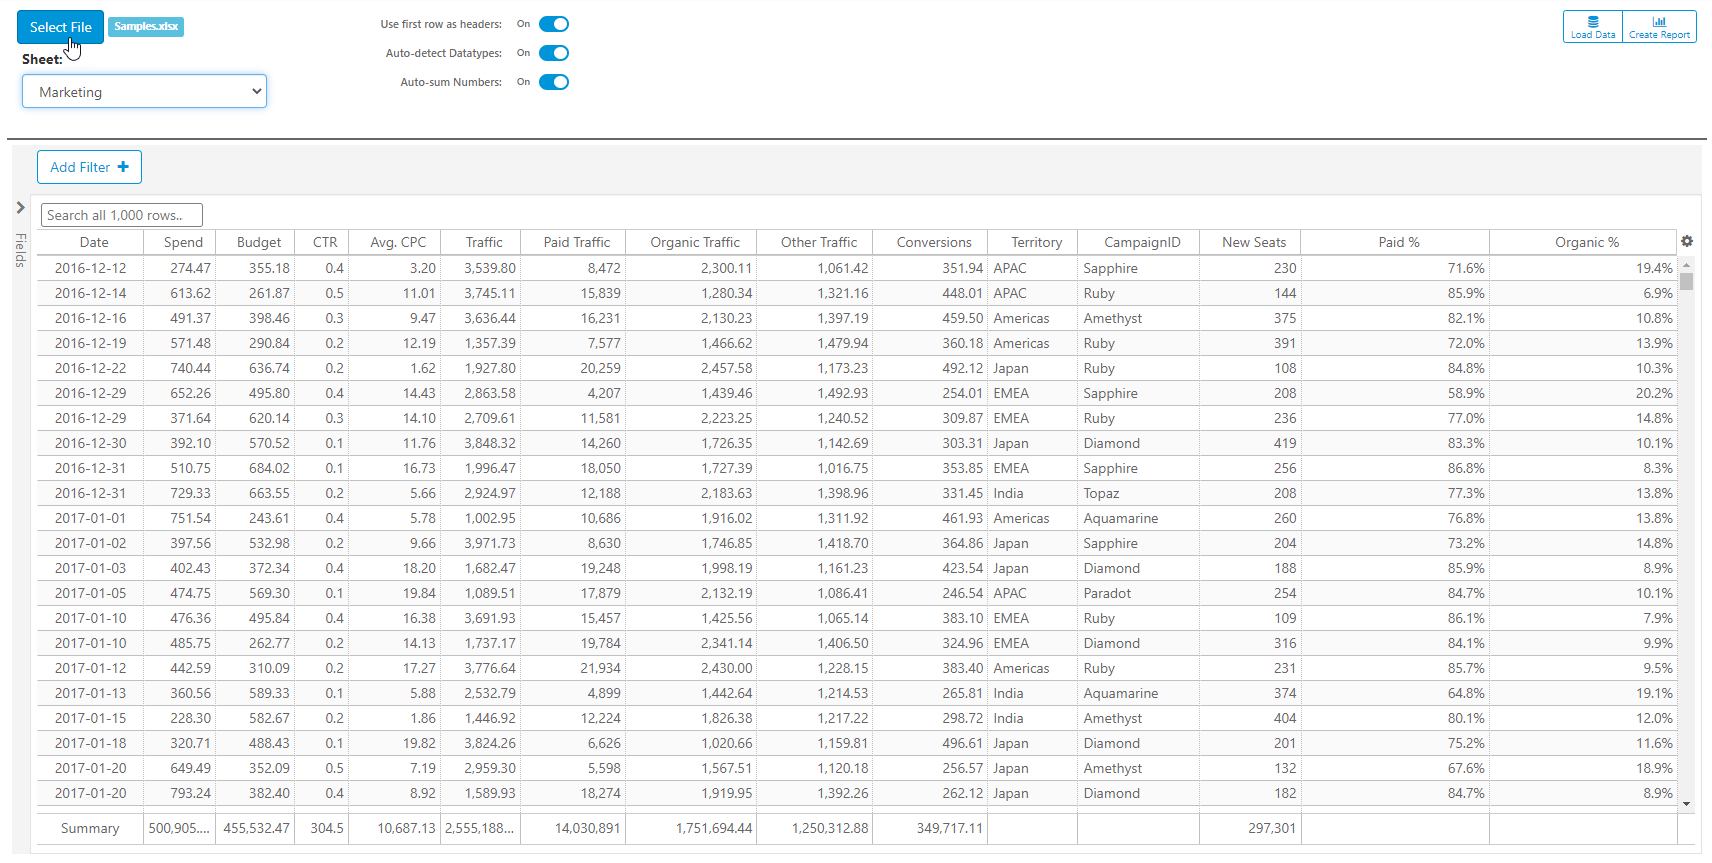 Select File Samples.xlsx
Sheet:
Marketing
Use first row as headers: On
Auto-detect Datatypes: On
Auto-sum Numbers: On
Load Data Create Report
Add Filter
Fields
Search all 1,000 rows..
Date Spend Budget CTR Avg. CPC Traffic Paid Traffic Organic Traffic Other Traffic Conversions Territory CampaignID New Seats Paid % Organic %
2016-12-12 274.47 355.18 0.4 3.20 3,539.80 8,472 2,300.11 1,061.42 351.94 APAC Sapphire 230 71.6% 19.4%
2016-12-14 613.62 261.87 0.5 11.01 3,745.11 15,839 1,280.34 1,321.16 448.01 APAC Ruby 144 85.9% 6.9%
2016-12-16 491.37 398.46 0.3 9.47 3,636.44 16,231 2,130.23 1,397.19 459.50 Americas Amethyst 375 82.1% 10.8%
2016-12-19 571.48 290.84 0.2 12.19 1,357.39 7,577 1,466.62 1,479.94 360.18 Americas Ruby 391 72.0% 13.9%
2016-12-22 740.44 636.74 0.2 1.62 1,927.80 20,259 2,457.58 1,173.23 492.12 Japan Ruby 108 84.8% 10.3%
2016-12-29 652.26 495.80 0.4 14.43 2,863.58 4,207 1,439.46 1,492.93 254.01 EMEA Sapphire 208 58.9% 20.2%
2016-12-29 371.64 620.14 0.3 14.10 2,709.61 11,581 2,223.25 1,240.52 309.87 EMEA Ruby 236 77.0% 14.8%
2016-12-30 392.10 570.52 0.1 11.76 3,848.32 14,260 1,726.35 1,142.69 303.31 Japan Diamond 419 83.3% 10.1%
2016-12-31 510.75 684.02 0.1 16.73 1,996.47 18,050 1,727.39 1,016.75 353.85 EMEA Sapphire 256 86.8% 8.3%
2016-12-31 729.33 663.55 0.2 5.66 2,924.97 12,188 2,183.63 1,398.96 331.45 India Topaz 208 77.3% 13.8%
2017-01-01 751.54 243.61 0.4 5.78 1,002.95 10,686 1,916.02 1,311.92 461.93 Americas Aquamarine 260 76.8% 13.8%
2017-01-02 397.56 532.98 0.2 9.66 3,971.73 8,630 1,746.85 1,418.70 364.86 Japan Sapphire 204 73.2% 14.8%
2017-01-03 402.43 372.34 0.4 18.20 1,682.47 19,248 1,998.19 1,161.23 423.54 Japan Diamond 188 85.9% 8.9%
2017-01-05 474.75 569.30 0.1 19.84 1,089.51 17,879 2,132.19 1,086.41 246.54 APAC Paradot 254 84.7% 10.1%
2017-01-10 476.36 495.84 0.4 16.38 3,691.93 15,457 1,425.56 1,065.14 383.10 EMEA Ruby 109 86.1% 7.9%
2017-01-10 485.75 262.77 0.2 14.13 1,737.17 19,784 2,341.14 1,406.50 324.96 EMEA Diamond 316 84.1% 9.9%
2017-01-12 442.59 310.09 0.2 17.27 3,776.64 21,934 2,430.00 1,228.15 383.40 Americas Ruby 231 85.7% 9.5%
2017-01-13 360.56 589.33 0.1 5.88 2,532.79 4,899 1,442.64 1,214.53 265.81 India Aquamarine 374 64.8% 19.1%
2017-01-15 228.30 582.67 0.2 1.86 1,446.92 12,224 1,826.38 1,217.22 298.72 India Amethyst 404 80.1% 12.0%
2017-01-18 320.71 488.43 0.1 19.82 3,824.26 6,626 1,020.66 1,159.81 496.61 Japan Diamond 201 75.2% 11.6%
2017-01-20 649.49 352.09 0.5 7.19 2,959.30 5,598 1,567.51 1,120.18 256.57 Japan Amethyst 132 67.6% 18.9%
2017-01-20 793.24 382.40 0.4 8.92 1,589.93 18,274 1,919.95 1,392.26 262.12 Japan Diamond 182 84.7% 8.9%
Summary 500,905.... 455,532.47 304.5 10,687.13 2,555,188... 14,030,891 1,751,694.44 1,250,312.88 349,717.11 297,301